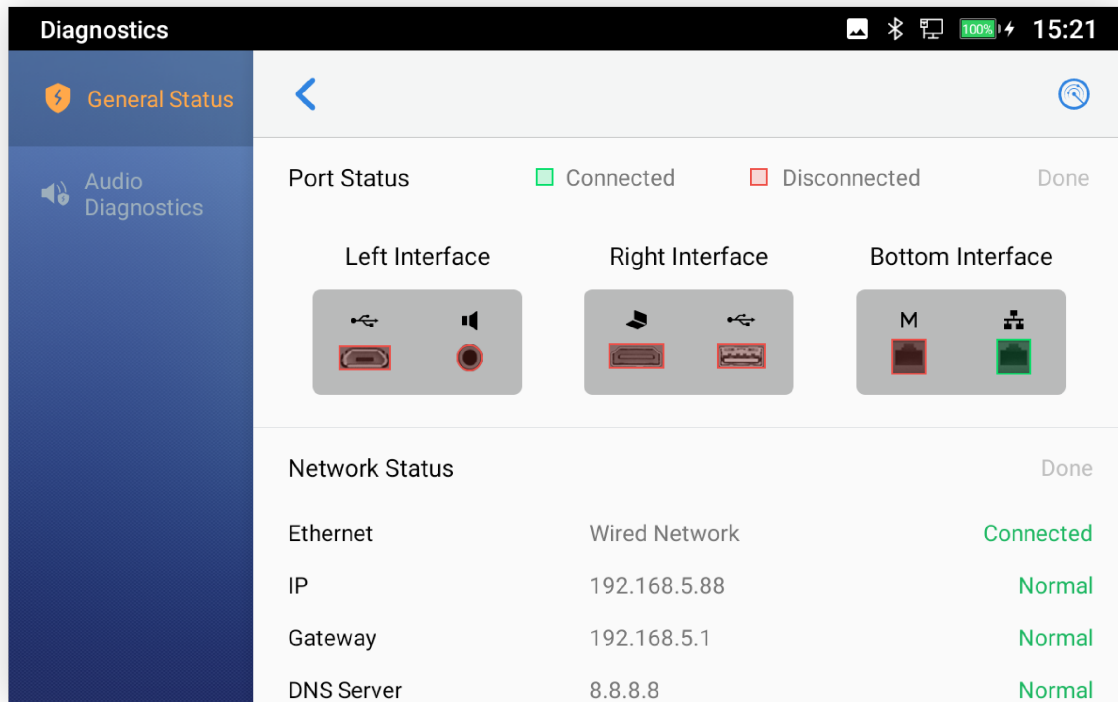 Diagnostics 100% 15:21
General Status
Audio
Diagnostics
Port Status Connected Disconnected Done
Left Interface Right Interface Bottom Interface
M
Network Status Done
Ethernet Wired Network Connected
IP 192.168.5.88 Normal
Gateway 192.168.5.1 Normal
DNS Server 8.8.8.8 Normal